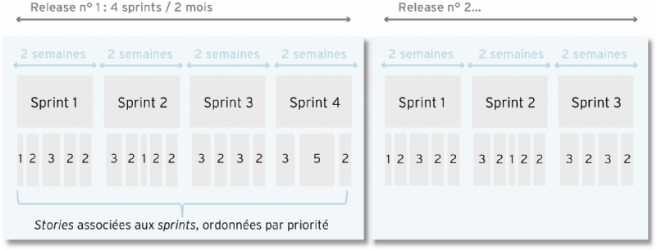 Release n° 1 : 4 sprints / 2 mois
Release n° 2...
2 semaines 2 semaines 2 semaines 2 semaines
2 semaines 2 semaines 2 semaines
Sprint 1 Sprint 2 Sprint 3 Sprint 4
Sprint 1 Sprint 2 Sprint 3
1 2 3 2 2 3 2 1 2 2 3 2 3 2 3 5 2
1 2 3 2 2 3 2 1 2 2 3 2 3 2
Stories associées aux sprints, ordonnées par priorité